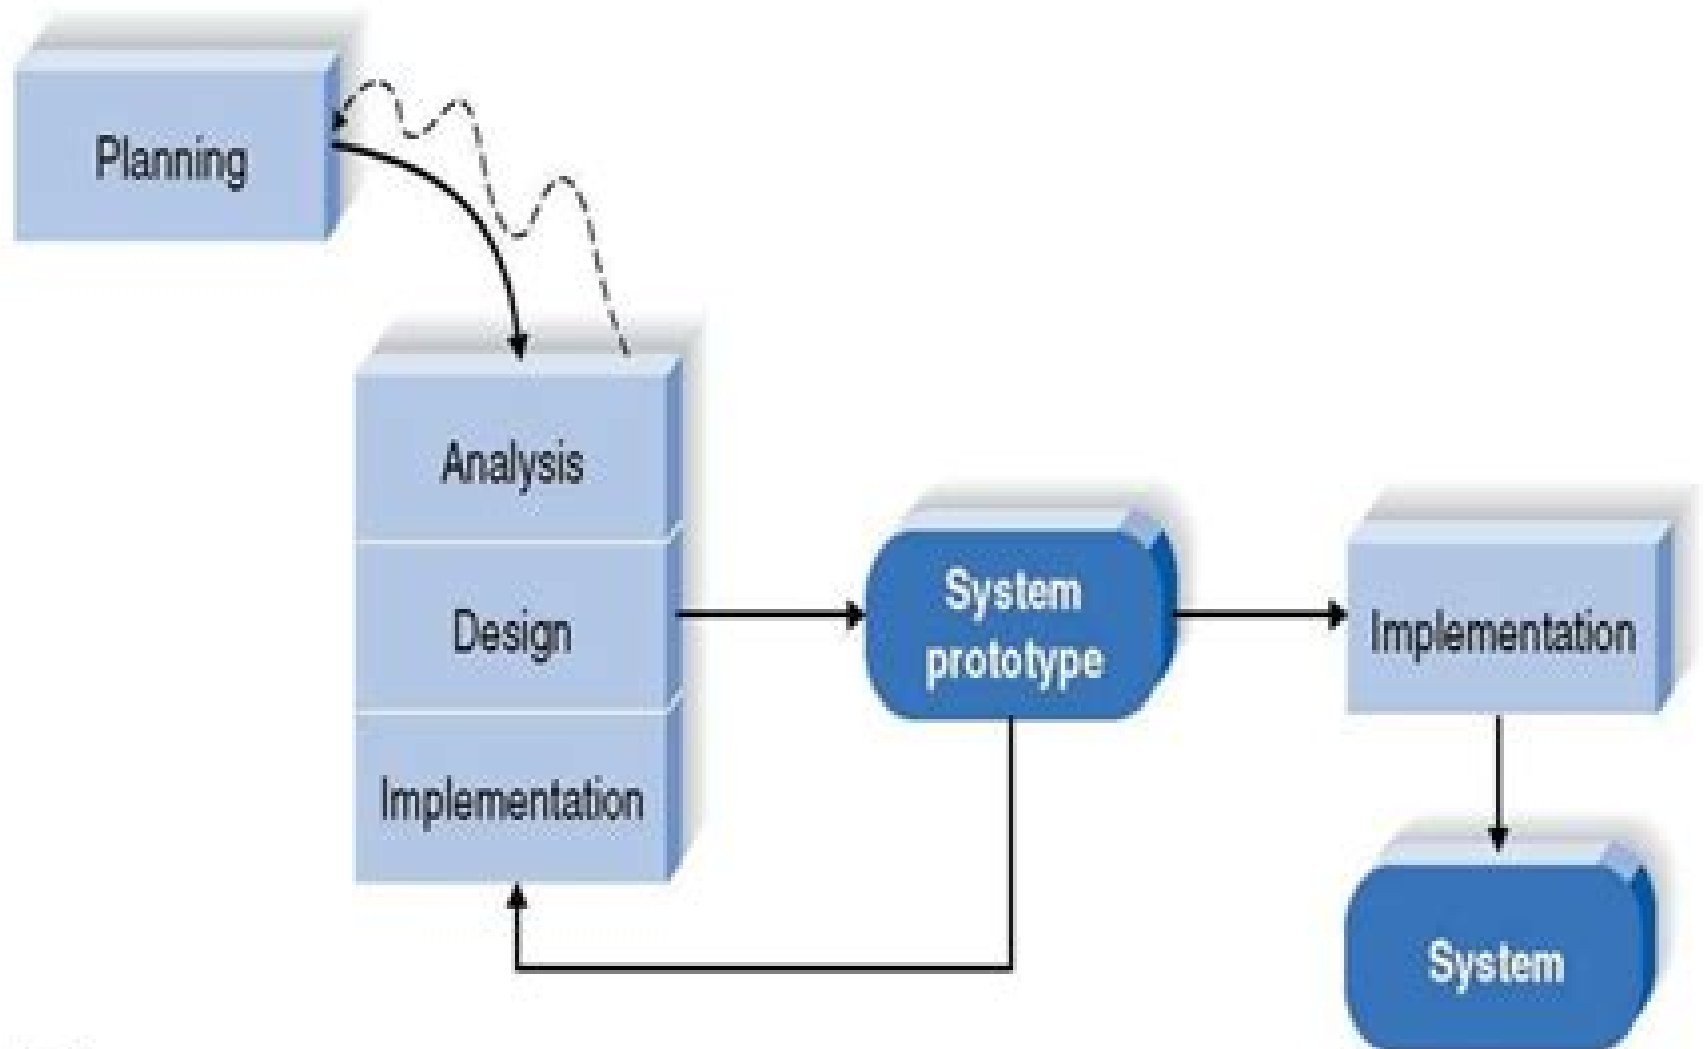 Planning
Analysis
Design
Implementation
System
prototype
Implementation
System